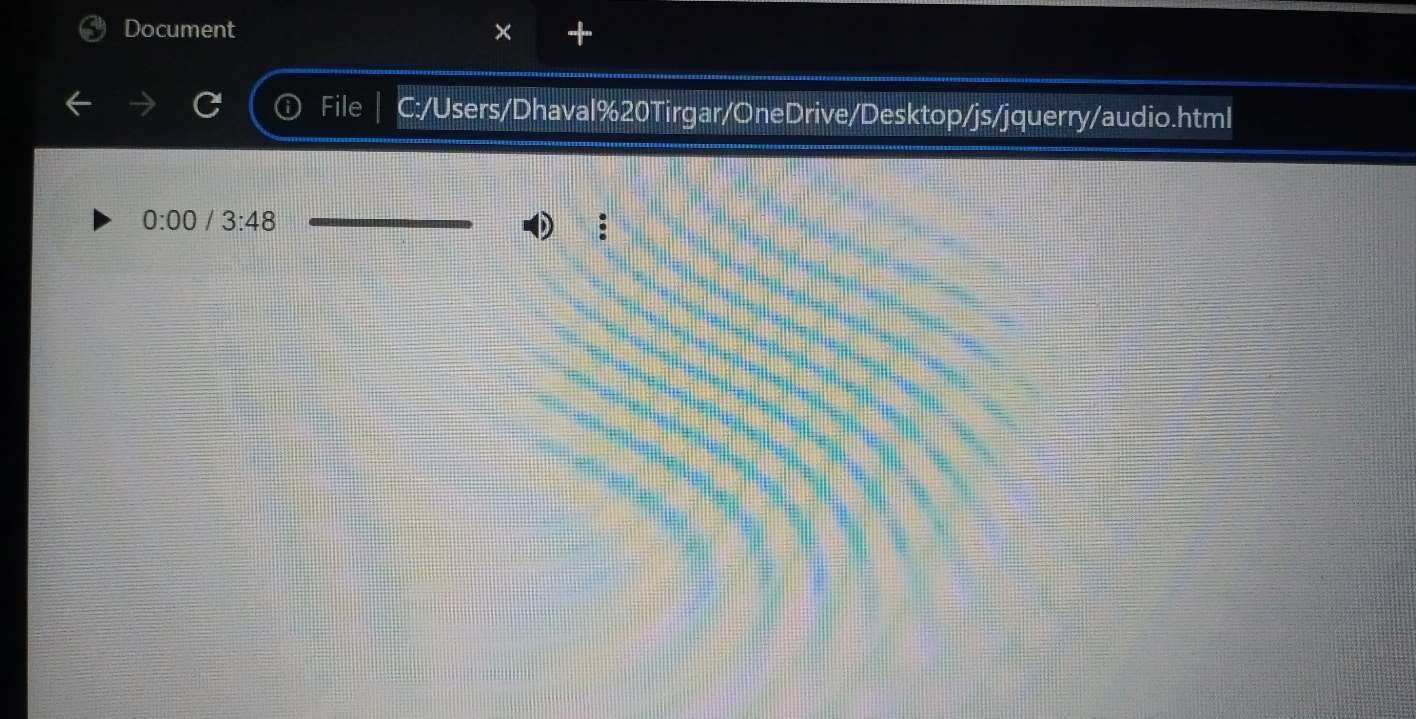 Document
File | C:/Users/Dhaval%20Tirgar/OneDrive/Desktop/js/jquerry/audio.html
0:00 / 3:48